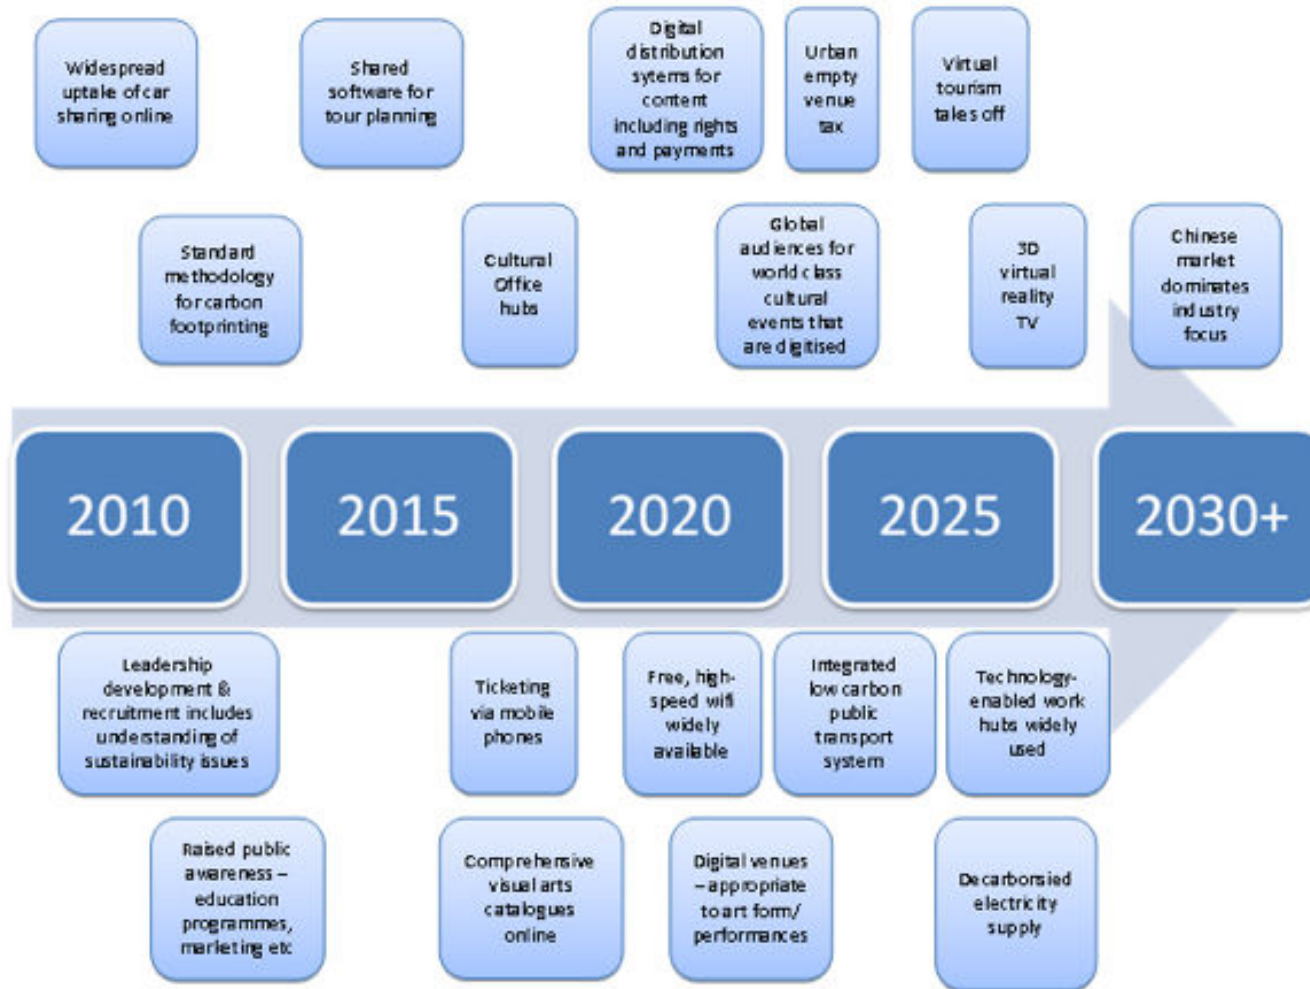 Widespread
uptake of car
sharing online
Shared
software for
tour planning
Digital
distribution
sytems for
content
including rights
and payments
Urban
empty
venue
tax
Virtual
tourism
takes off
Standard
methodology
for carbon
footprinting
Cultural
Office
hubs
Global
audiences for
world class
cultural
events that
are digitised
3D
virtual
reality
TV
Chinese
market
dominates
industry
focus
2010
2015
2020
2025
2030+
Leadership
development &
recruitment includes
understanding of
sustainability issues
Ticketing
via mobile
phones
Free, high-
speed wifi
widely
available
Integrated
low carbon
public
transport
system
Technology-
enabled work
hubs widely
used
Raised public
awareness –
education
programmes,
marketing etc
Comprehensive
visual arts
catalogues
online
Digital venues
– appropriate
to art form/
performances
Decarbonsied
electricity
supply